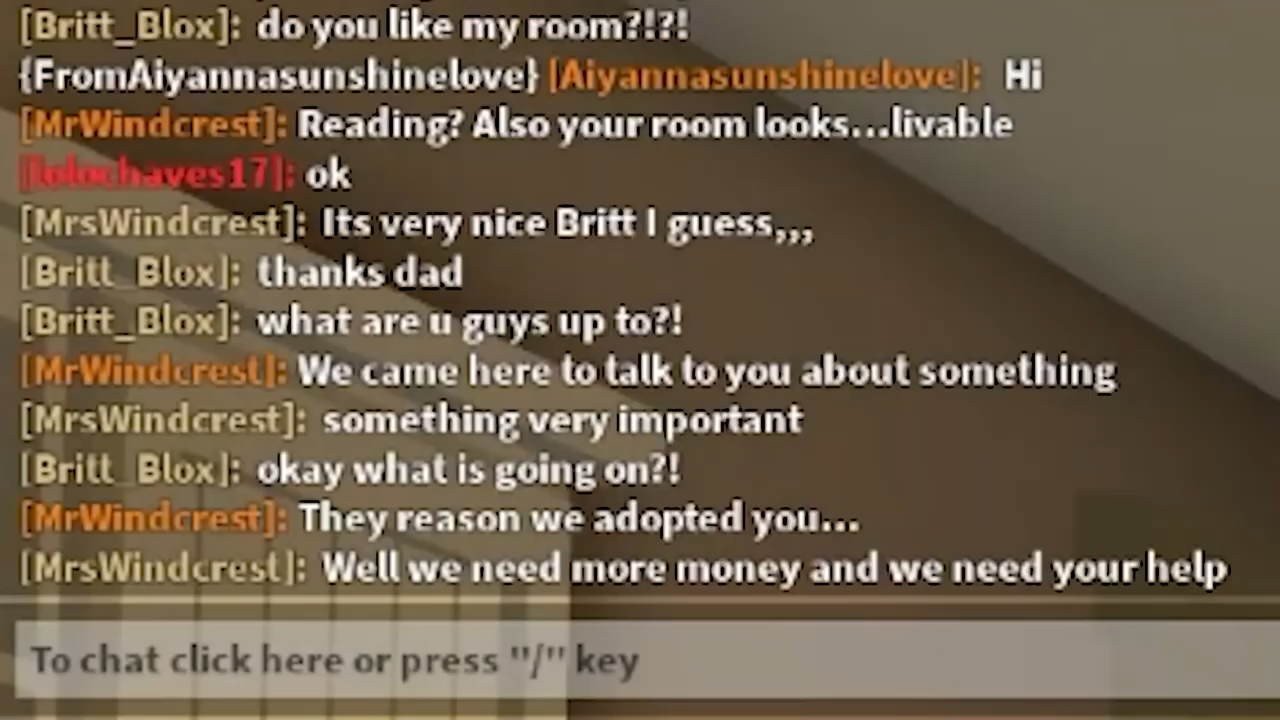 [Britt_Blox]: do you like my room?!?!
{FromAiyannasunshinelove} [Aiyannasunshinelove]: Hi
[MrWindcrest]: Reading? Also your room looks...livable
[lolochaves17]: ok
[MrsWindcrest]: Its very nice Britt I guess,,,
[Britt_Blox]: thanks dad
[Britt_Blox]: what are u guys up to?!
[MrWindcrest]: We came here to talk to you about something
[MrsWindcrest]: something very important
[Britt_Blox]: okay what is going on?!
[MrWindcrest]: They reason we adopted you...
[MrsWindcrest]: Well we need more money and we need your help
To chat click here or press "/" key